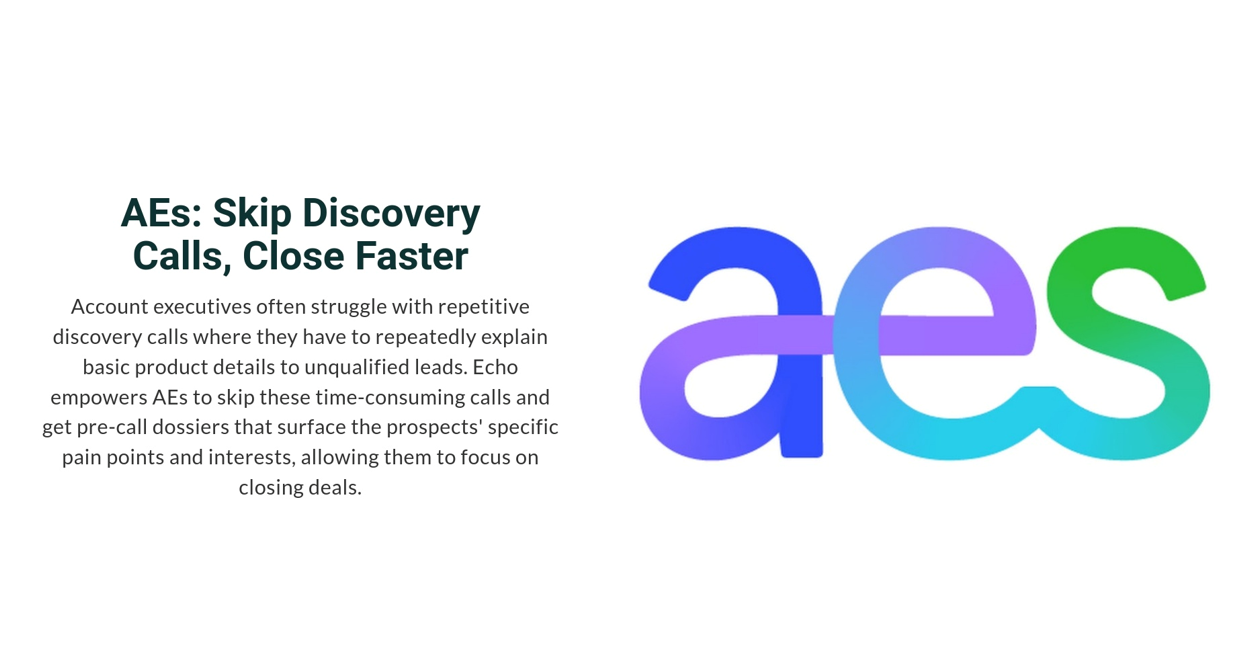 AEs: Skip Discovery
Calls, Close Faster
Account executives often struggle with repetitive
discovery calls where they have to repeatedly explain
basic product details to unqualified leads. Echo
empowers AEs to skip these time-consuming calls and
get pre-call dossiers that surface the prospects' specific
pain points and interests, allowing them to focus on
closing deals.
aes